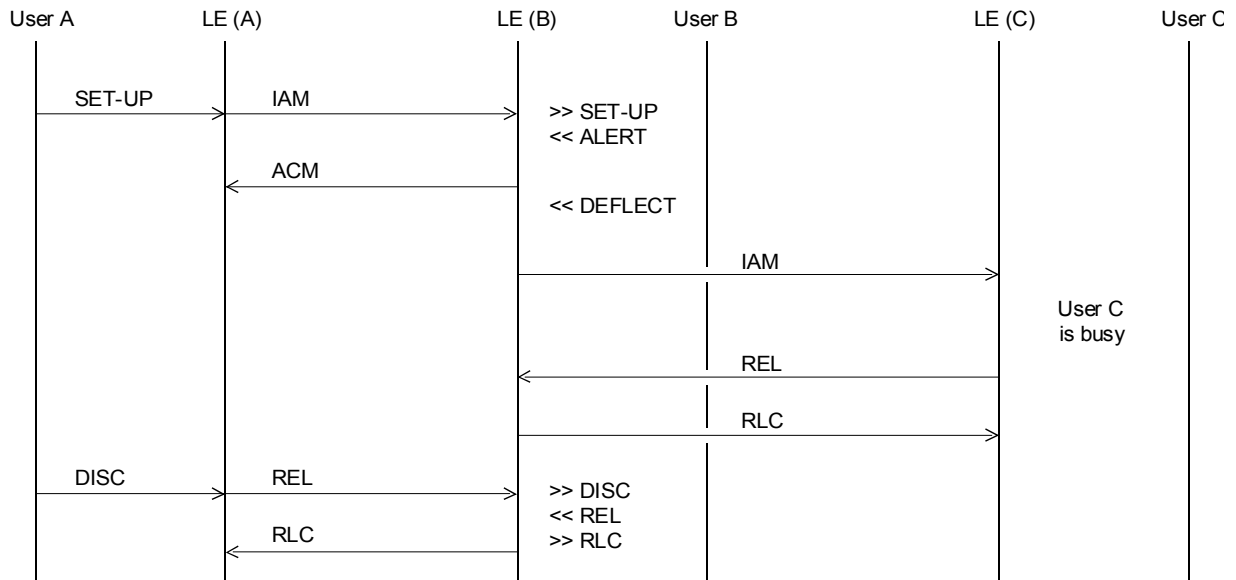 User A LE (A) LE (B) User B LE (C) User C
SET-UP IAM
>> SET-UP
<< ALERT
ACM
<< DEFLECT
IAM
User C
is busy
REL
RLC
DISC REL
>> DISC
<< REL
RLC
>> RLC